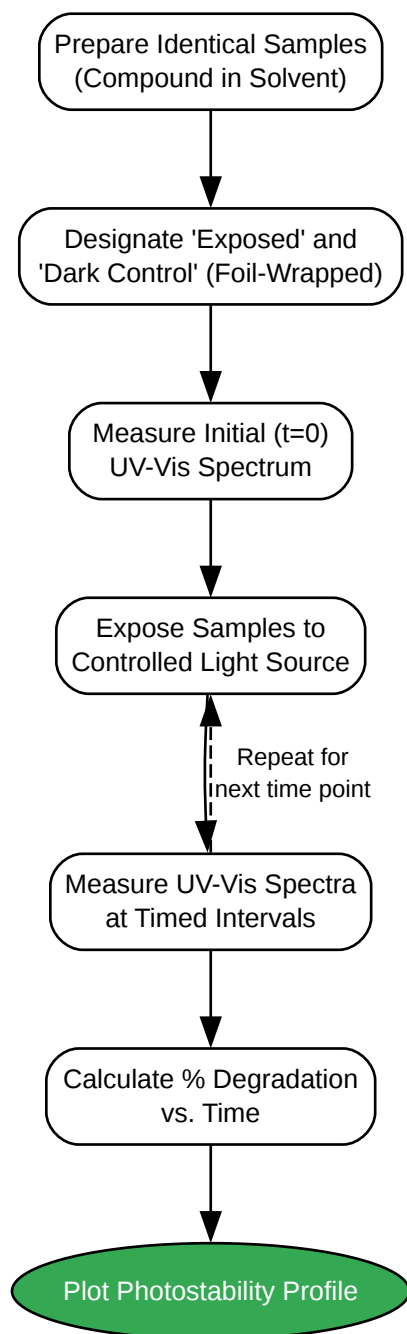 Prepare Identical Samples
(Compound in Solvent)
Designate 'Exposed' and
'Dark Control' (Foil-Wrapped)
Measure Initial (t=0)
UV-Vis Spectrum
Expose Samples to
Controlled Light Source
Repeat for
next time point
Measure UV-Vis Spectra
at Timed Intervals
Calculate % Degradation
vs. Time
Plot Photostability Profile